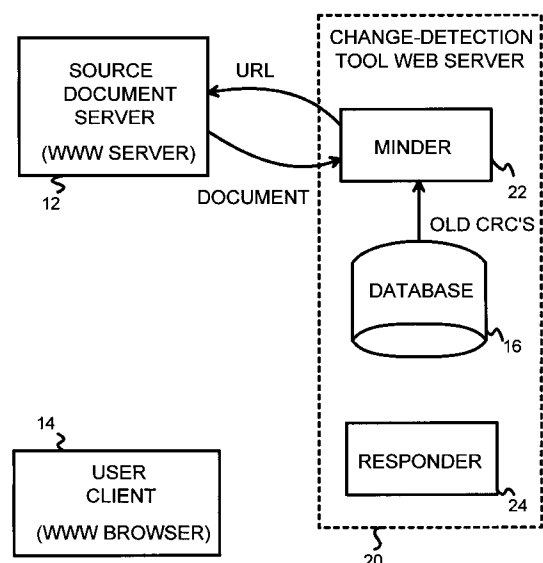 SOURCE
DOCUMENT
SERVER
(WWW SERVER)
12
URL
DOCUMENT
CHANGE-DETECTION
TOOL WEB SERVER
MINDER
22
OLD CRC'S
DATABASE
16
RESPONDER
24
20
14
USER
CLIENT
(WWW BROWSER)